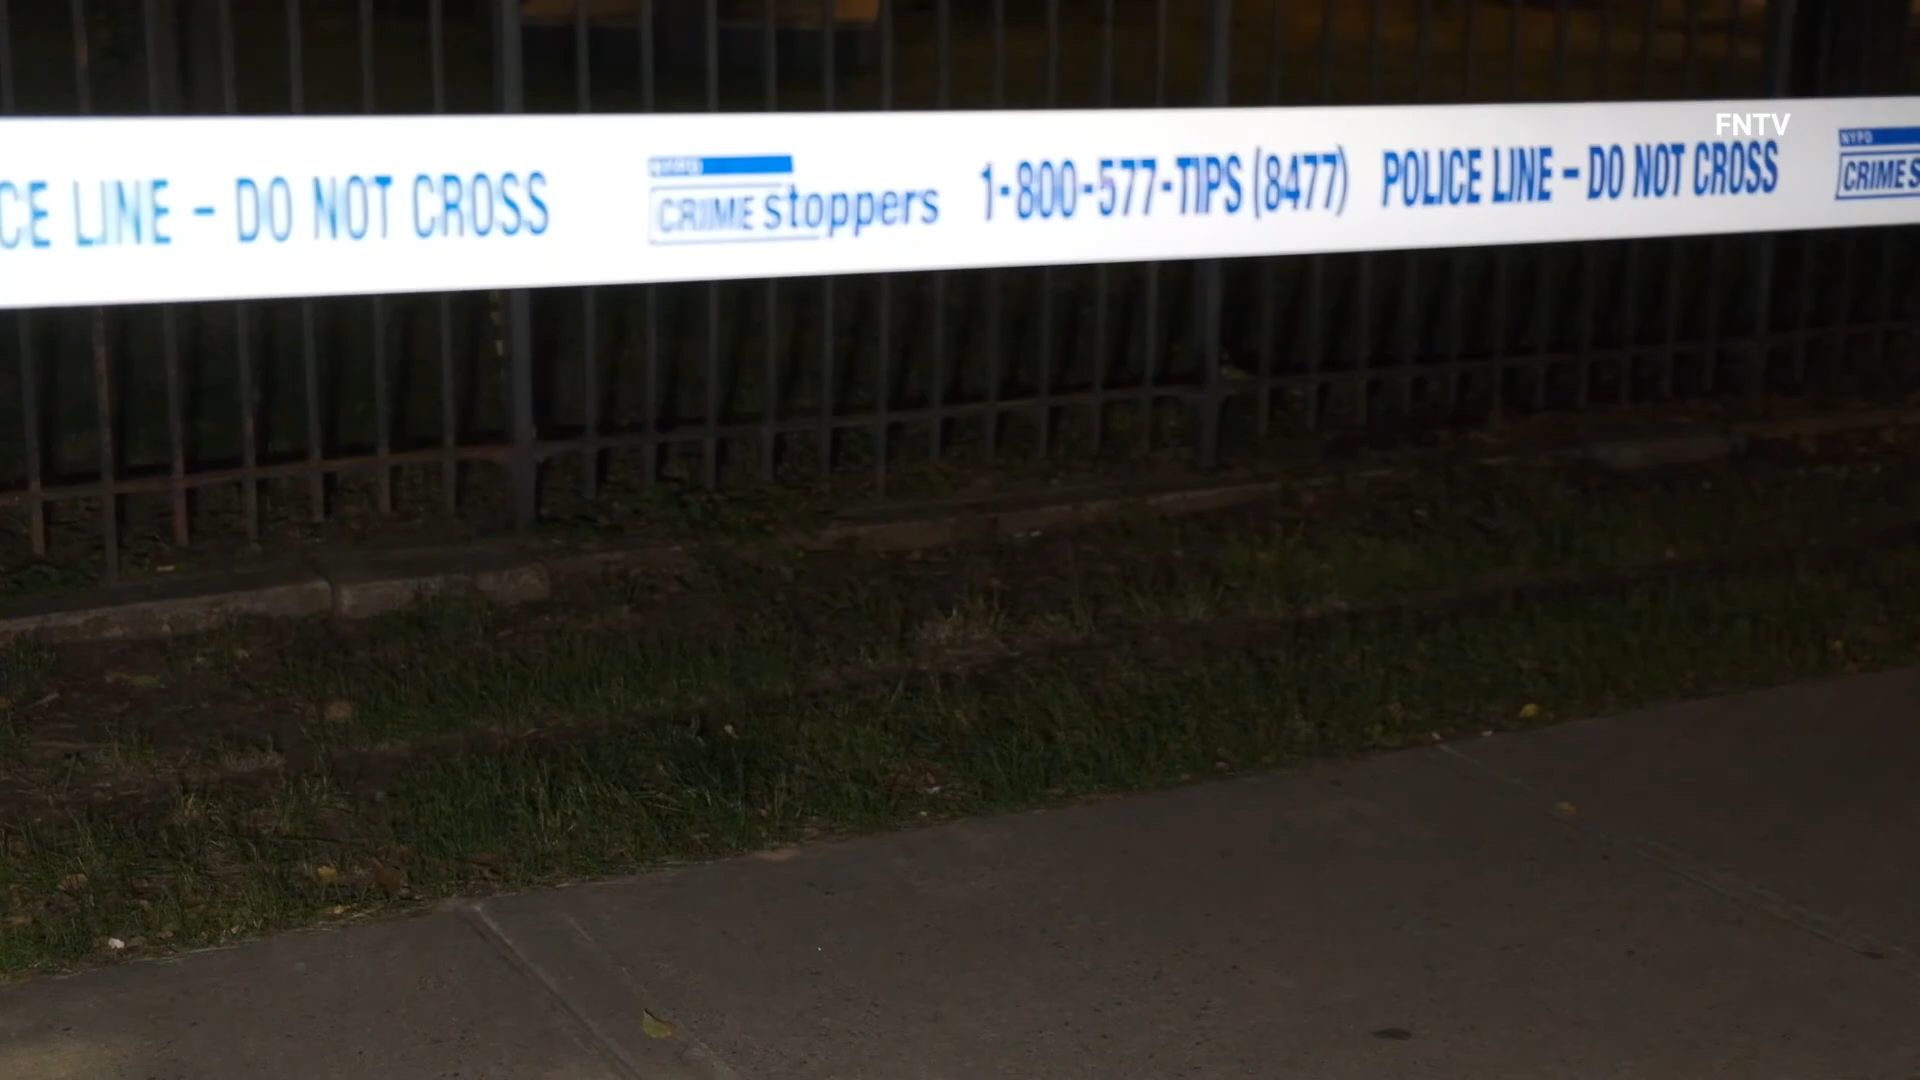 CE LINE – DO NOT CROSS CRIME Stoppers 1-800-577-TIPS (8477) POLICE LINE – DO NOT CROSS NYPD CRIME S
FNTV